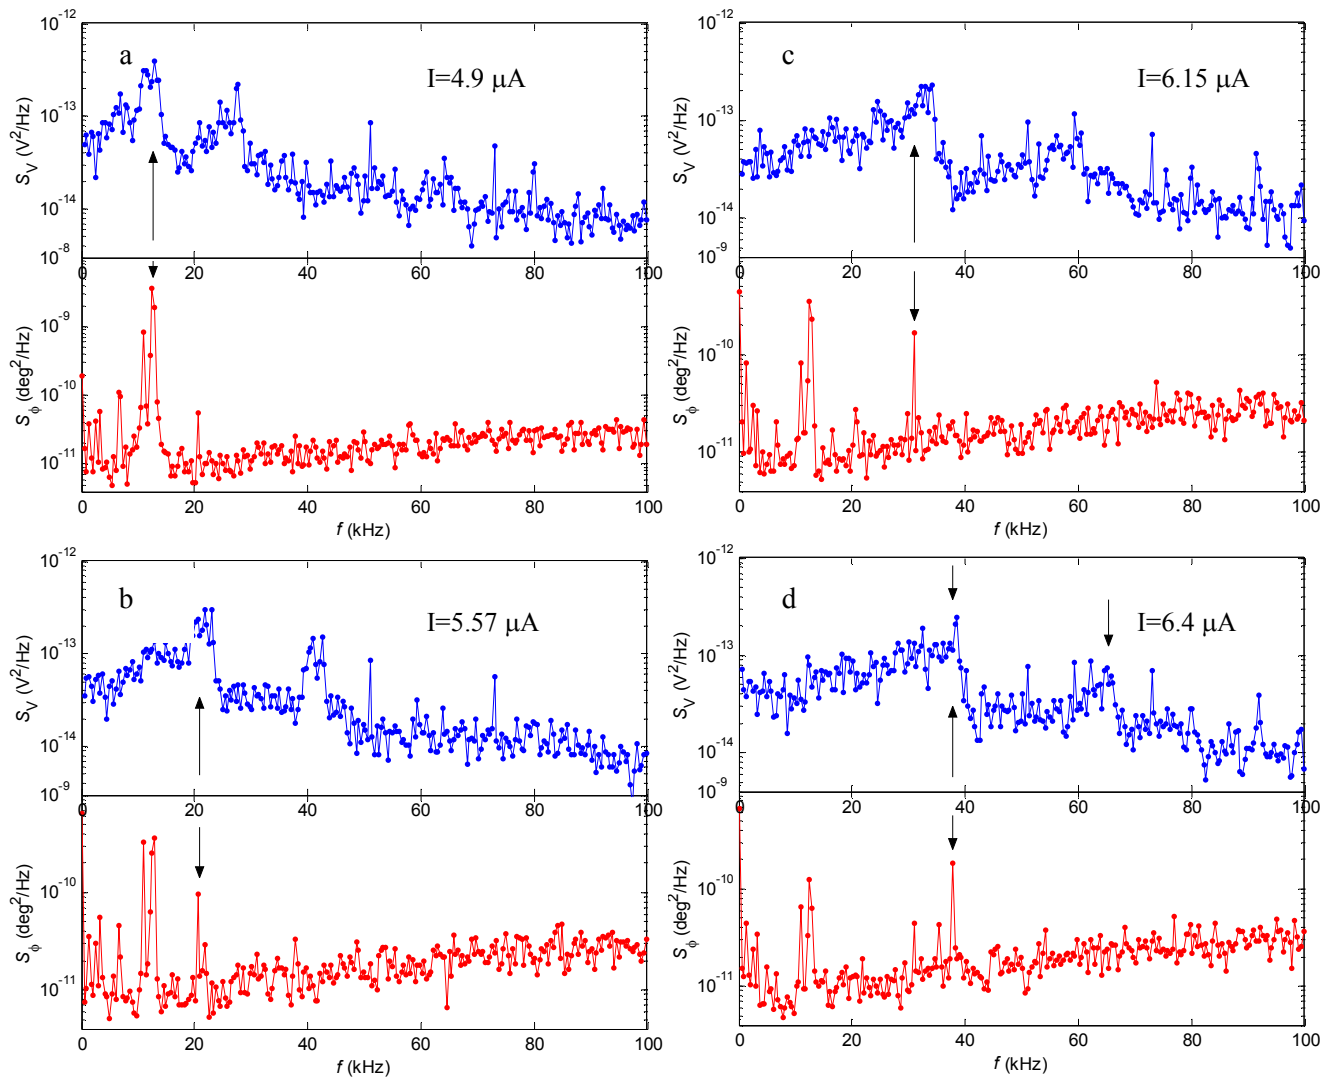 a
I=4.9 μA
S_V (V^2/Hz)
10^-12
10^-13
10^-14
10^-8
0 20 40 60 80 100
S_ϕ (deg^2/Hz)
10^-9
10^-10
10^-11
0 20 40 60 80 100
f (kHz)
c
I=6.15 μA
S_V (V^2/Hz)
10^-12
10^-13
10^-14
10^-9
0 20 40 60 80 100
S_ϕ (deg^2/Hz)
10^-10
10^-11
0 20 40 60 80 100
f (kHz)
b
I=5.57 μA
S_V (V^2/Hz)
10^-12
10^-13
10^-14
10^-9
0 20 40 60 80 100
S_ϕ (deg^2/Hz)
10^-10
10^-11
0 20 40 60 80 100
f (kHz)
d
I=6.4 μA
S_V (V^2/Hz)
10^-12
10^-13
10^-14
10^-9
0 20 40 60 80 100
S_ϕ (deg^2/Hz)
10^-10
10^-11
0 20 40 60 80 100
f (kHz)